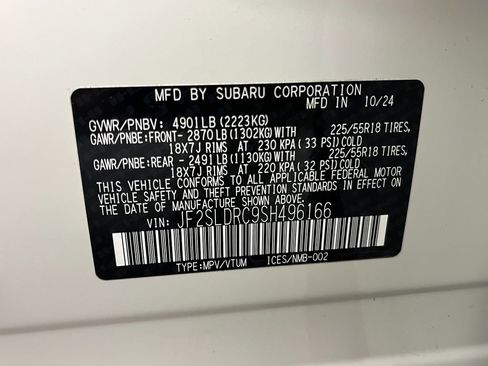 MFD BY SUBARU CORPORATION
MFD IN 10/24
GVWR/PNBV: 4901LB (2223KG)
GAWR/PNBE:FRONT- 2870LB (1302KG)WITH 225/55R18 TIRES,
18X7J RIMS AT 230 KPA ( 33 PSI)COLD
GAWR/PNBE:REAR - 2491LB (1130KG)WITH 225/55R18 TIRES,
18X7J RIMS AT 220 KPA ( 32 PSI)COLD
THIS VEHICLE CONFORMS TO ALL APPLICABLE FEDERAL MOTOR
VEHICLE SAFETY AND BUMPER STANDARDS IN EFFECT
ON THE DATE OF MANUFACTURE SHOWN ABOVE.
VIN: JF2SLDRC9SH496166
TYPE:MPV/VTUM ICES/NMB-002